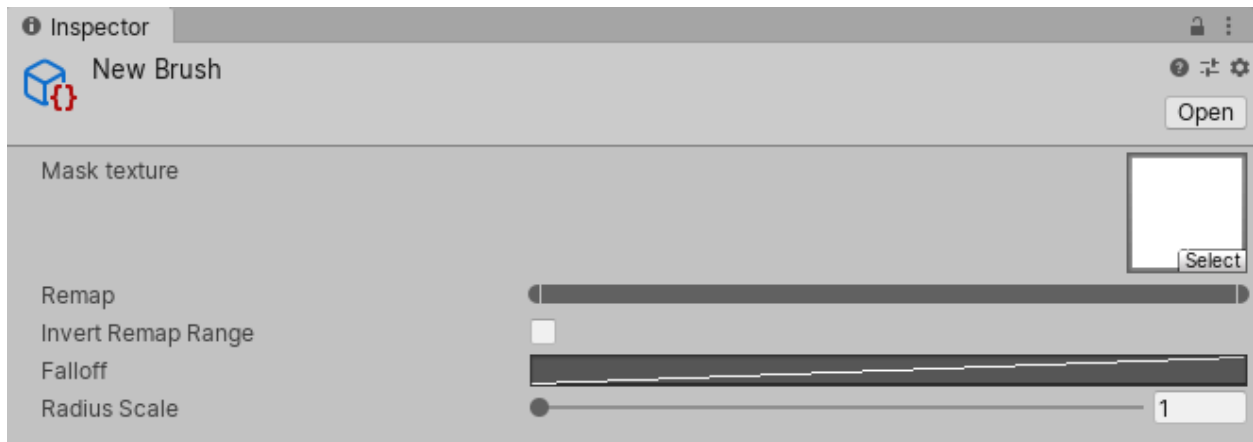 Inspector
New Brush
Open
Mask texture
Select
Remap
Invert Remap Range
Falloff
Radius Scale
1